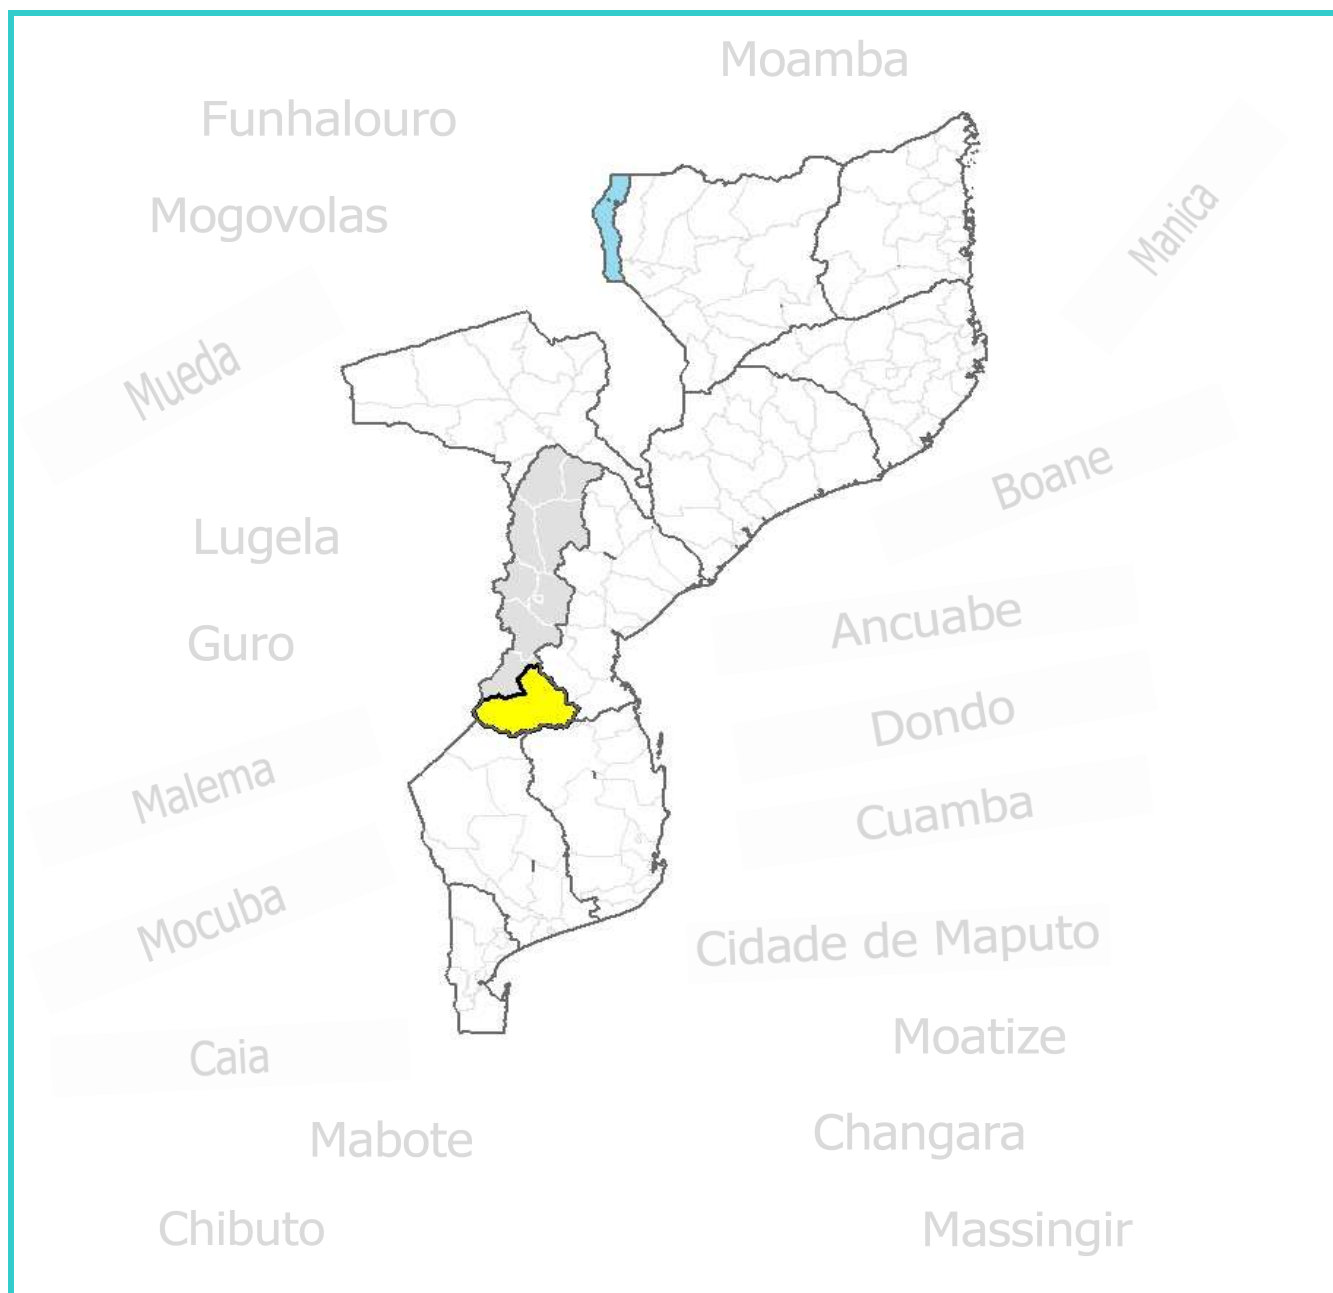 Moamba
Funhalouro
Mogovolas
Manica
Mueda
Boane
Lugela
Ancuabe
Guro
Dondo
Malema
Cuamba
Mocuba
Cidade de Maputo
Moatize
Caia
Mabote
Changara
Chibuto
Massingir